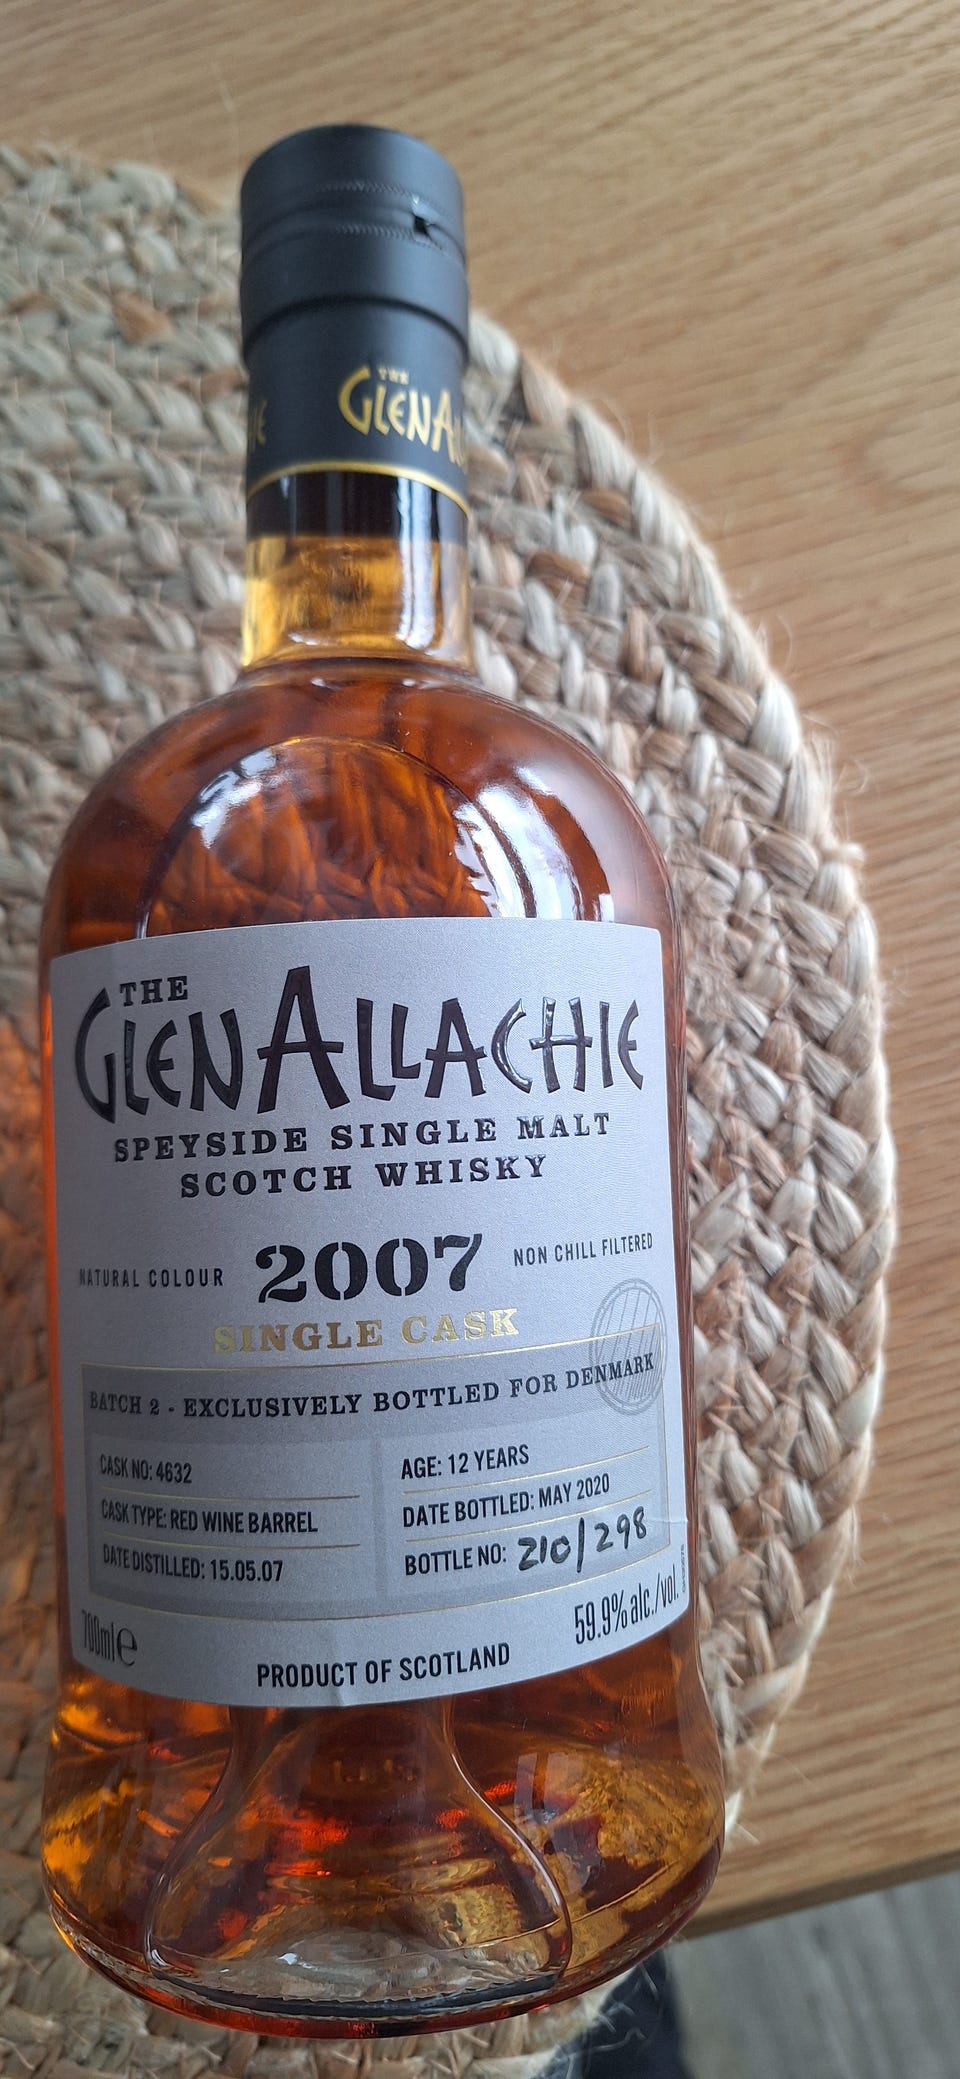 THE
GLENA
THE
GLENALLACHIE
SPEYSIDE SINGLE MALT
SCOTCH WHISKY
NATURAL COLOUR 2007 NON CHILL FILTERED
SINGLE CASK
BATCH 2 - EXCLUSIVELY BOTTLED FOR DENMARK
CASK NO: 4632
CASK TYPE: RED WINE BARREL
DATE DISTILLED: 15.05.07
AGE: 12 YEARS
DATE BOTTLED: MAY 2020
BOTTLE NO: 210/298
700ml e
59.9% alc./vol.
PRODUCT OF SCOTLAND